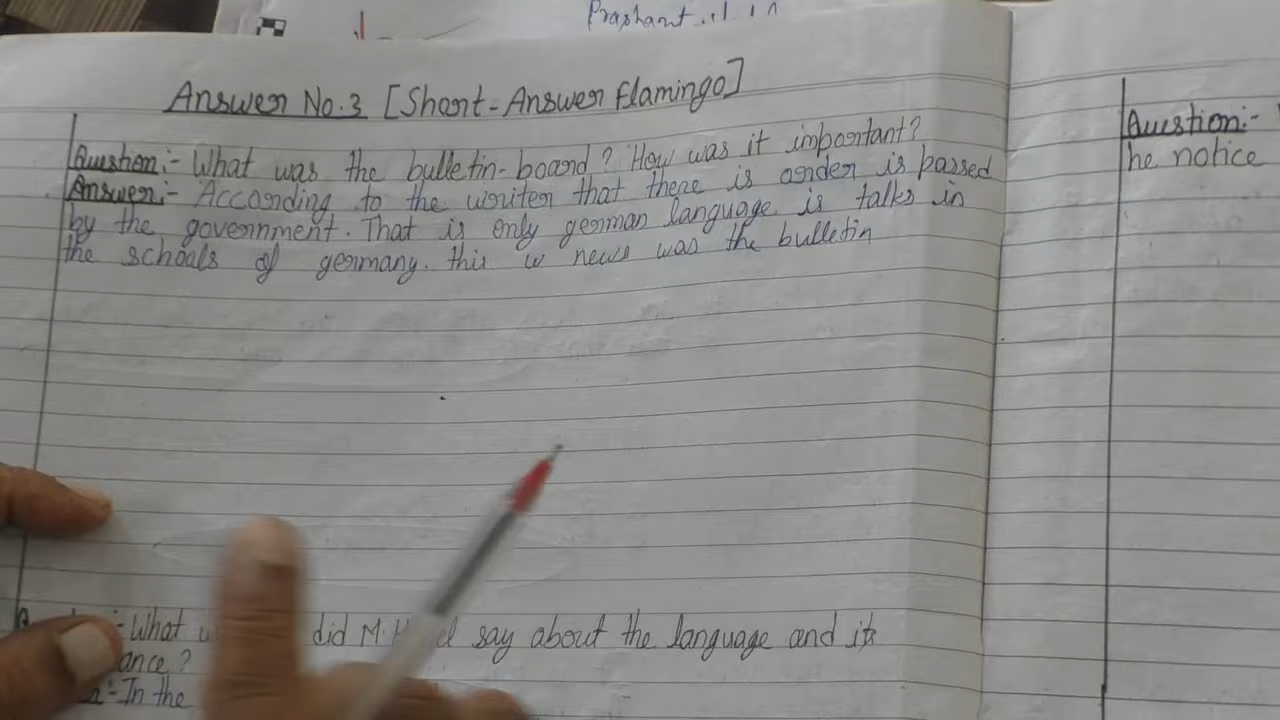 Prashant
Answer No.3 [Short-Answer Flamingo]
Question:- What was the bulletin-board? How was it important?
Answer:- According to the writer that there is order is passed
by the government. That is only german language is talks in
the schools of germany. this is news was the bulletin
What did M. say about the language and its
ance?
:- In the
Question:-
he notice